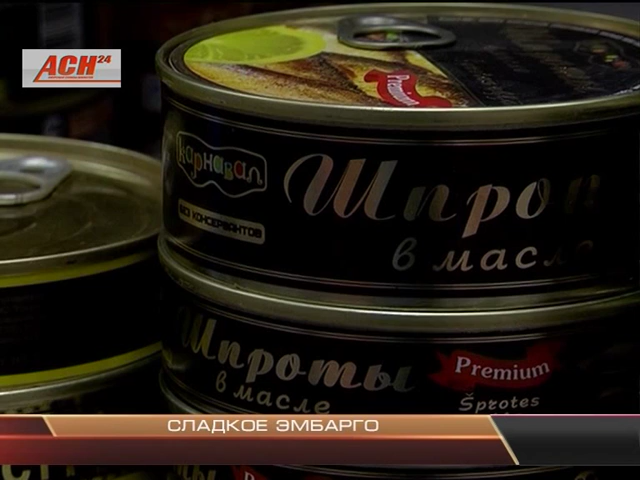 АСН24
Premium
карнавал
БЕЗ КОНСЕРВАНТОВ
Шпроты
в масле
Шпроты
в масле
Premium
Šprotes
СЛАДКОЕ ЭМБАРГО